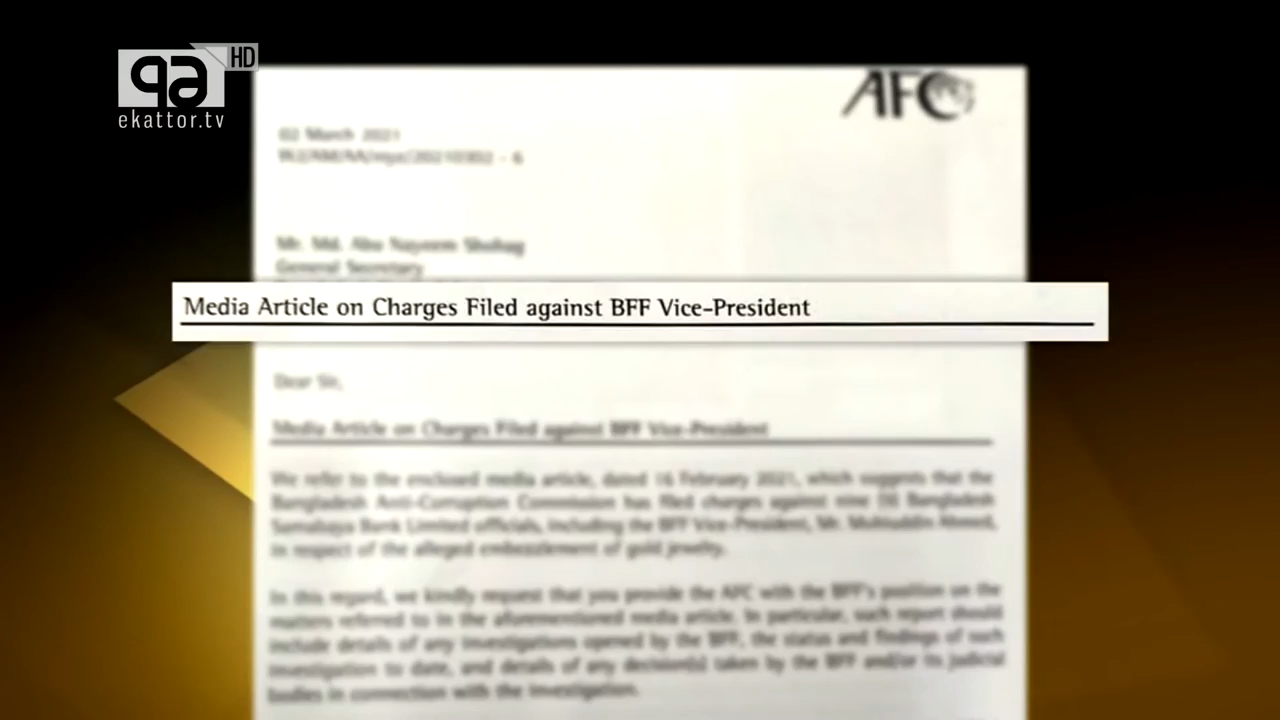 HD
ekattor.tv
AFC
02 March 2021
Mr. Md. Abu Nayeem Shohag
General Secretary
Media Article on Charges Filed against BFF Vice-President
Dear Sir,
Media Article on Charges Filed against BFF Vice-President
We refer to the enclosed media article, dated 16 February 2021, which suggests that the
Bangladesh Anti-Corruption Commission has filed charges against nine (9) Bangladesh
Samabaya Bank Limited officials, including the BFF Vice-President, Mr. Mohiuddin Ahmed,
in respect of the alleged embezzlement of gold jewelry.
In this regard, we kindly request that you provide the AFC with the BFF's position on the
matters referred to in the aforementioned media article. In particular, such report should
include details of any investigations opened by the BFF, the status and findings of such
investigation to date, and details of any decision(s) taken by the BFF and/or its judicial
bodies in connection with the investigation.